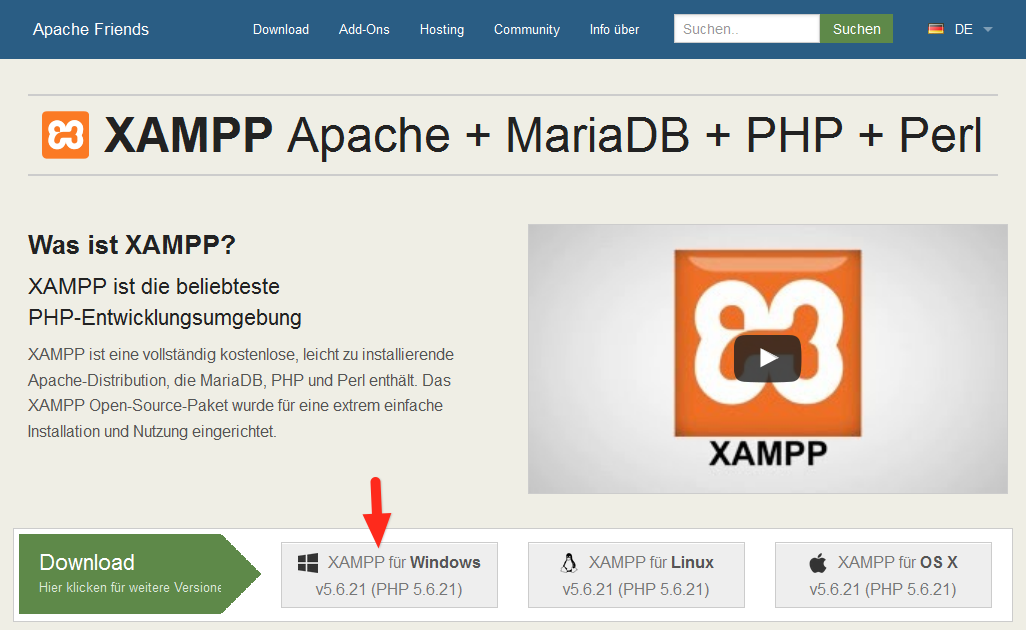 Apache Friends
Download
Add-Ons
Hosting
Community
Info über
Suchen..
Suchen
DE
XAMPP Apache + MariaDB + PHP + Perl
Was ist XAMPP?
XAMPP ist die beliebteste
PHP-Entwicklungsumgebung
XAMPP ist eine vollständig kostenlose, leicht zu installierende
Apache-Distribution, die MariaDB, PHP und Perl enthält. Das
XAMPP Open-Source-Paket wurde für eine extrem einfache
Installation und Nutzung eingerichtet.
XAMPP
Download
Hier klicken für weitere Versione
XAMPP für Windows
v5.6.21 (PHP 5.6.21)
XAMPP für Linux
v5.6.21 (PHP 5.6.21)
XAMPP für OS X
v5.6.21 (PHP 5.6.21)